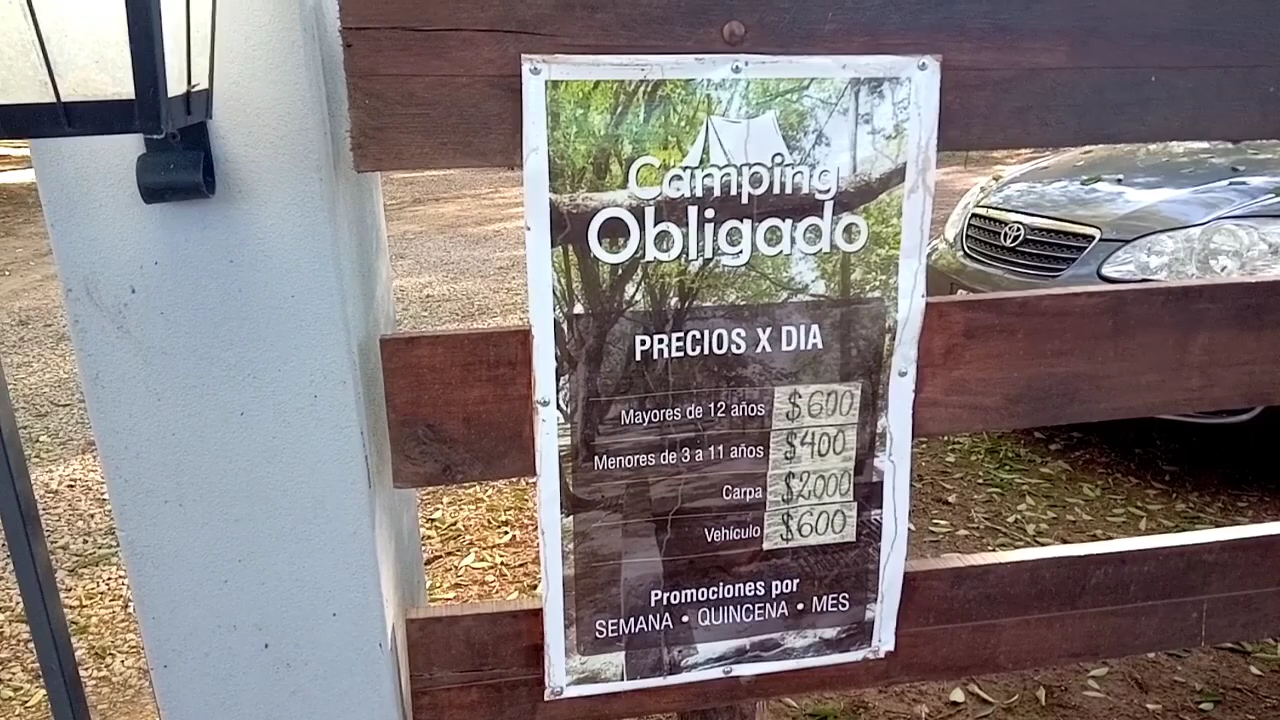 Camping
Obligado
PRECIOS X DIA
Mayores de 12 años $600
Menores de 3 a 11 años $400
Carpa $2000
Vehículo $600
Promociones por
SEMANA • QUINCENA • MES